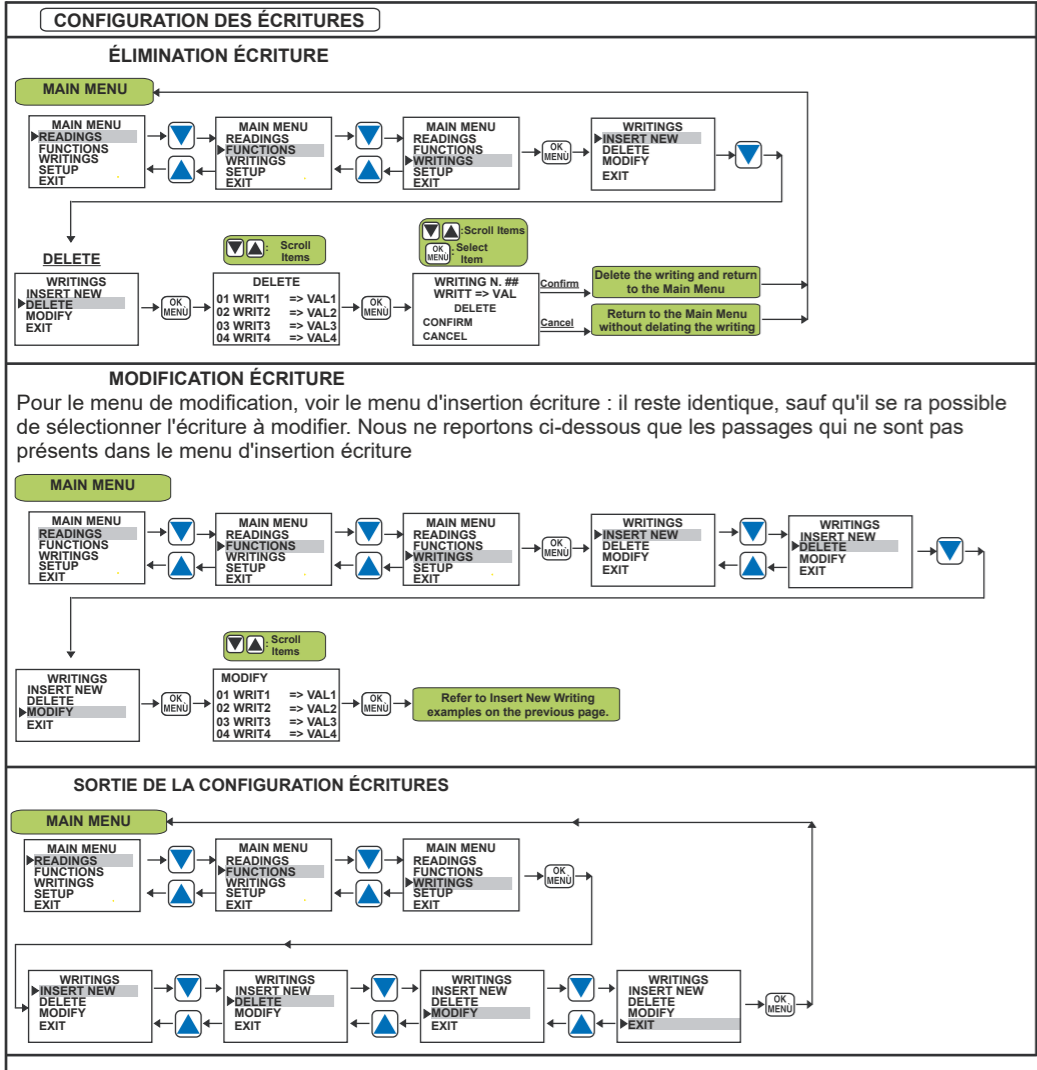 CONFIGURATION DES ÉCRITURES
ÉLIMINATION ÉCRITURE
MAIN MENU
MAIN MENU
READINGS
FUNCTIONS
WRITINGS
SETUP
EXIT
MAIN MENU
READINGS
FUNCTIONS
WRITINGS
SETUP
EXIT
MAIN MENU
READINGS
FUNCTIONS
WRITINGS
SETUP
EXIT
OK
MENÙ
WRITINGS
INSERT NEW
DELETE
MODIFY
EXIT
DELETE
WRITINGS
INSERT NEW
DELETE
MODIFY
EXIT
OK
MENÙ
: Scroll
Items
DELETE
01 WRIT1 => VAL1
02 WRIT2 => VAL2
03 WRIT3 => VAL3
04 WRIT4 => VAL4
OK
MENÙ
:Scroll Items
OK
MENÙ
: Select
Item
WRITING N. ##
WRITT => VAL
DELETE
CONFIRM
CANCEL
Confirm
Delete the writing and return
to the Main Menu
Cancel
Return to the Main Menu
without delating the writing
MODIFICATION ÉCRITURE
Pour le menu de modification, voir le menu d'insertion écriture : il reste identique, sauf qu'il se ra possible
de sélectionner l'écriture à modifier. Nous ne reportons ci-dessous que les passages qui ne sont pas
présents dans le menu d'insertion écriture
MAIN MENU
MAIN MENU
READINGS
FUNCTIONS
WRITINGS
SETUP
EXIT
MAIN MENU
READINGS
FUNCTIONS
WRITINGS
SETUP
EXIT
MAIN MENU
READINGS
FUNCTIONS
WRITINGS
SETUP
EXIT
OK
MENÙ
WRITINGS
INSERT NEW
DELETE
MODIFY
EXIT
WRITINGS
INSERT NEW
DELETE
MODIFY
EXIT
WRITINGS
INSERT NEW
DELETE
MODIFY
EXIT
OK
MENÙ
: Scroll
Items
MODIFY
01 WRIT1 => VAL1
02 WRIT2 => VAL2
03 WRIT3 => VAL3
04 WRIT4 => VAL4
OK
MENÙ
Refer to Insert New Writing
examples on the previous page.
SORTIE DE LA CONFIGURATION ÉCRITURES
MAIN MENU
MAIN MENU
READINGS
FUNCTIONS
WRITINGS
SETUP
EXIT
MAIN MENU
READINGS
FUNCTIONS
WRITINGS
SETUP
EXIT
MAIN MENU
READINGS
FUNCTIONS
WRITINGS
SETUP
EXIT
OK
MENÙ
WRITINGS
INSERT NEW
DELETE
MODIFY
EXIT
WRITINGS
INSERT NEW
DELETE
MODIFY
EXIT
WRITINGS
INSERT NEW
DELETE
MODIFY
EXIT
WRITINGS
INSERT NEW
DELETE
MODIFY
EXIT
OK
MENÙ